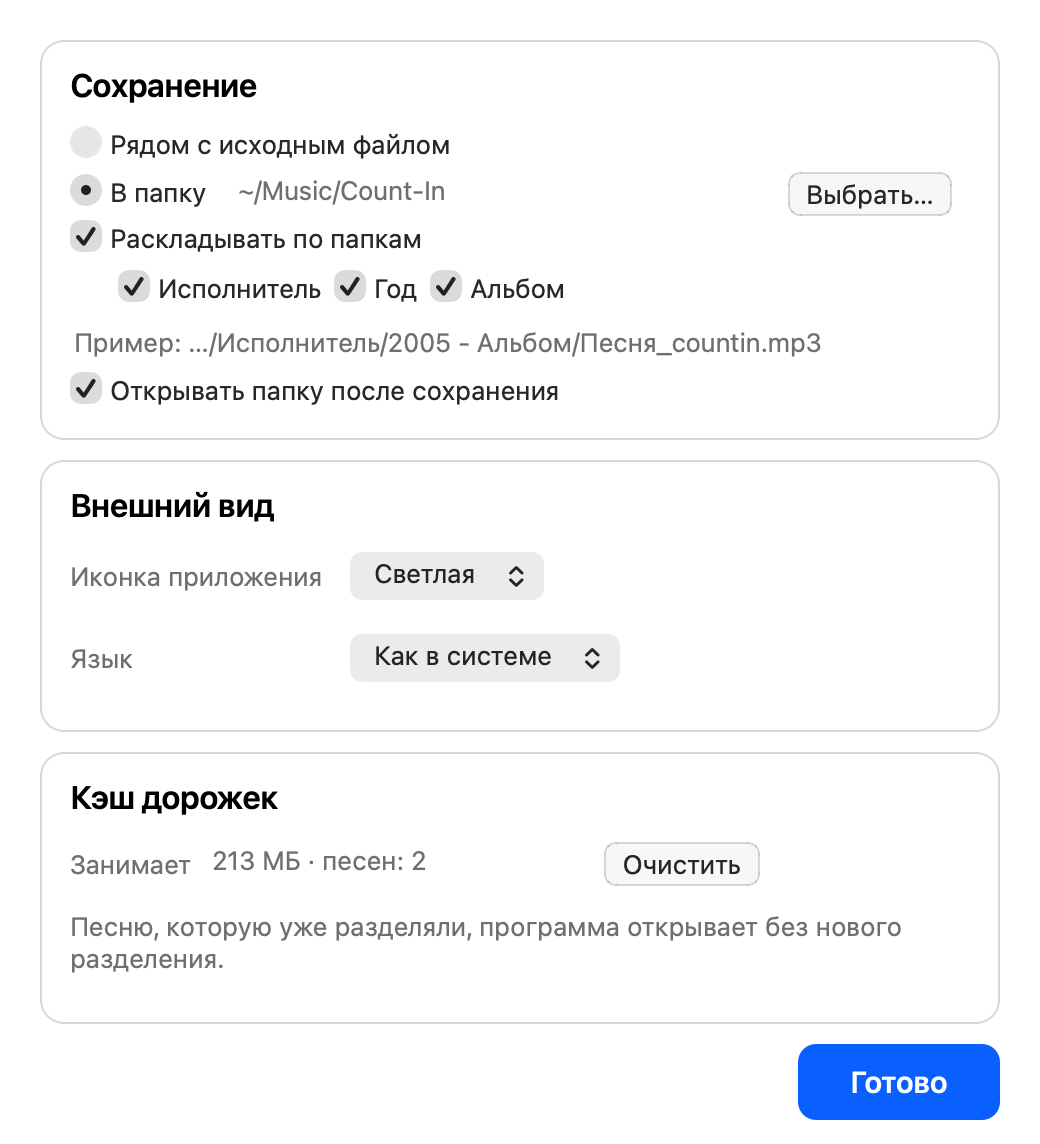 Сохранение
Рядом с исходным файлом
В папку ~/Music/Count-In Выбрать...
Раскладывать по папкам
Исполнитель Год Альбом
Пример: .../Исполнитель/2005 - Альбом/Песня_countin.mp3
Открывать папку после сохранения
Внешний вид
Иконка приложения Светлая
Язык Как в системе
Кэш дорожек
Занимает 213 МБ · песен: 2 Очистить
Песню, которую уже разделяли, программа открывает без нового
разделения.
Готово